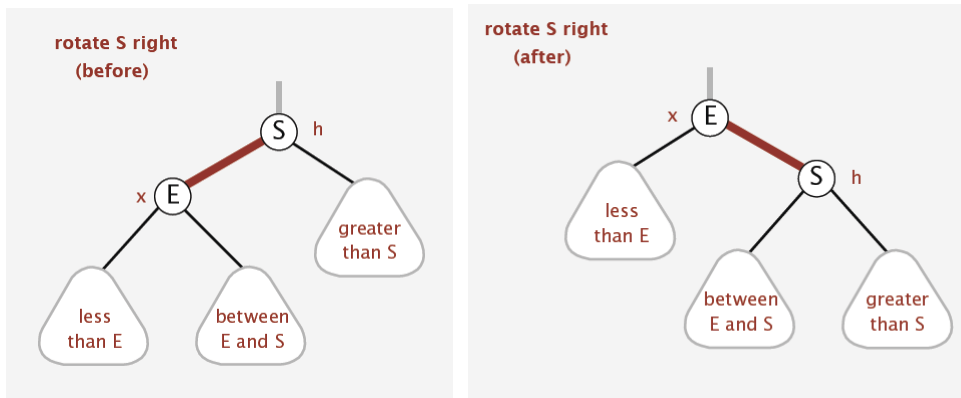 rotate S right
(before)
S
h
x
E
greater
than S
less
than E
between
E and S
rotate S right
(after)
x
E
S
h
less
than E
between
E and S
greater
than S